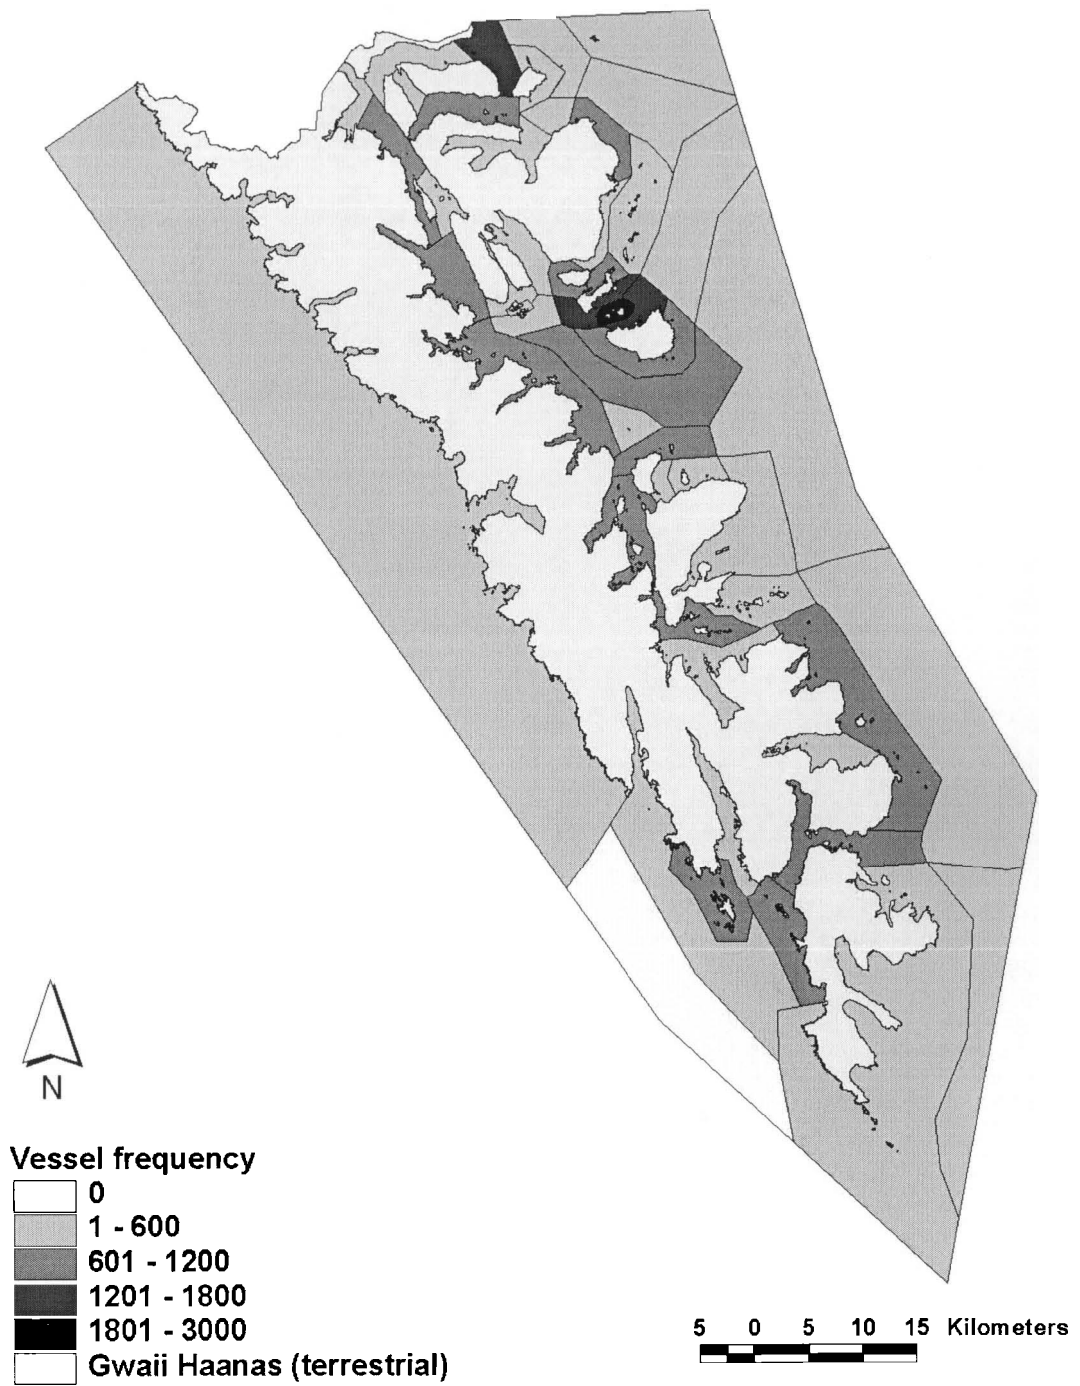 N
Vessel frequency
0
1 - 600
601 - 1200
1201 - 1800
1801 - 3000
Gwaii Haanas (terrestrial)
5 0 5 10 15 Kilometers